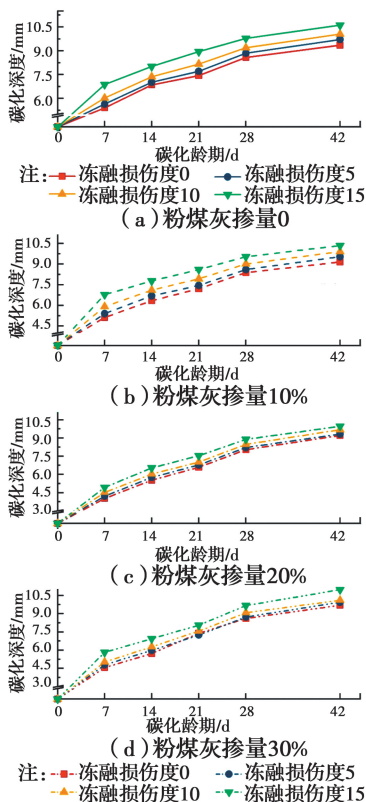 10.5
9.0
7.5
6.0
碳化深度/mm
0 7 14 21 28 42
碳化龄期/d
注: 冻融损伤度0 冻融损伤度5
冻融损伤度10 冻融损伤度15
(a)粉煤灰掺量0
10.5
9.0
7.5
6.0
4.5
碳化深度/mm
0 7 14 21 28 42
碳化龄期/d
(b)粉煤灰掺量10%
10.5
9.0
7.5
6.0
4.5
3.0
碳化深度/mm
0 7 14 21 28 42
碳化龄期/d
(c)粉煤灰掺量20%
10.5
9.0
7.5
6.0
4.5
3.0
碳化深度/mm
0 7 14 21 28 42
碳化龄期/d
(d)粉煤灰掺量30%
注: 冻融损伤度0 冻融损伤度5
冻融损伤度10 冻融损伤度15